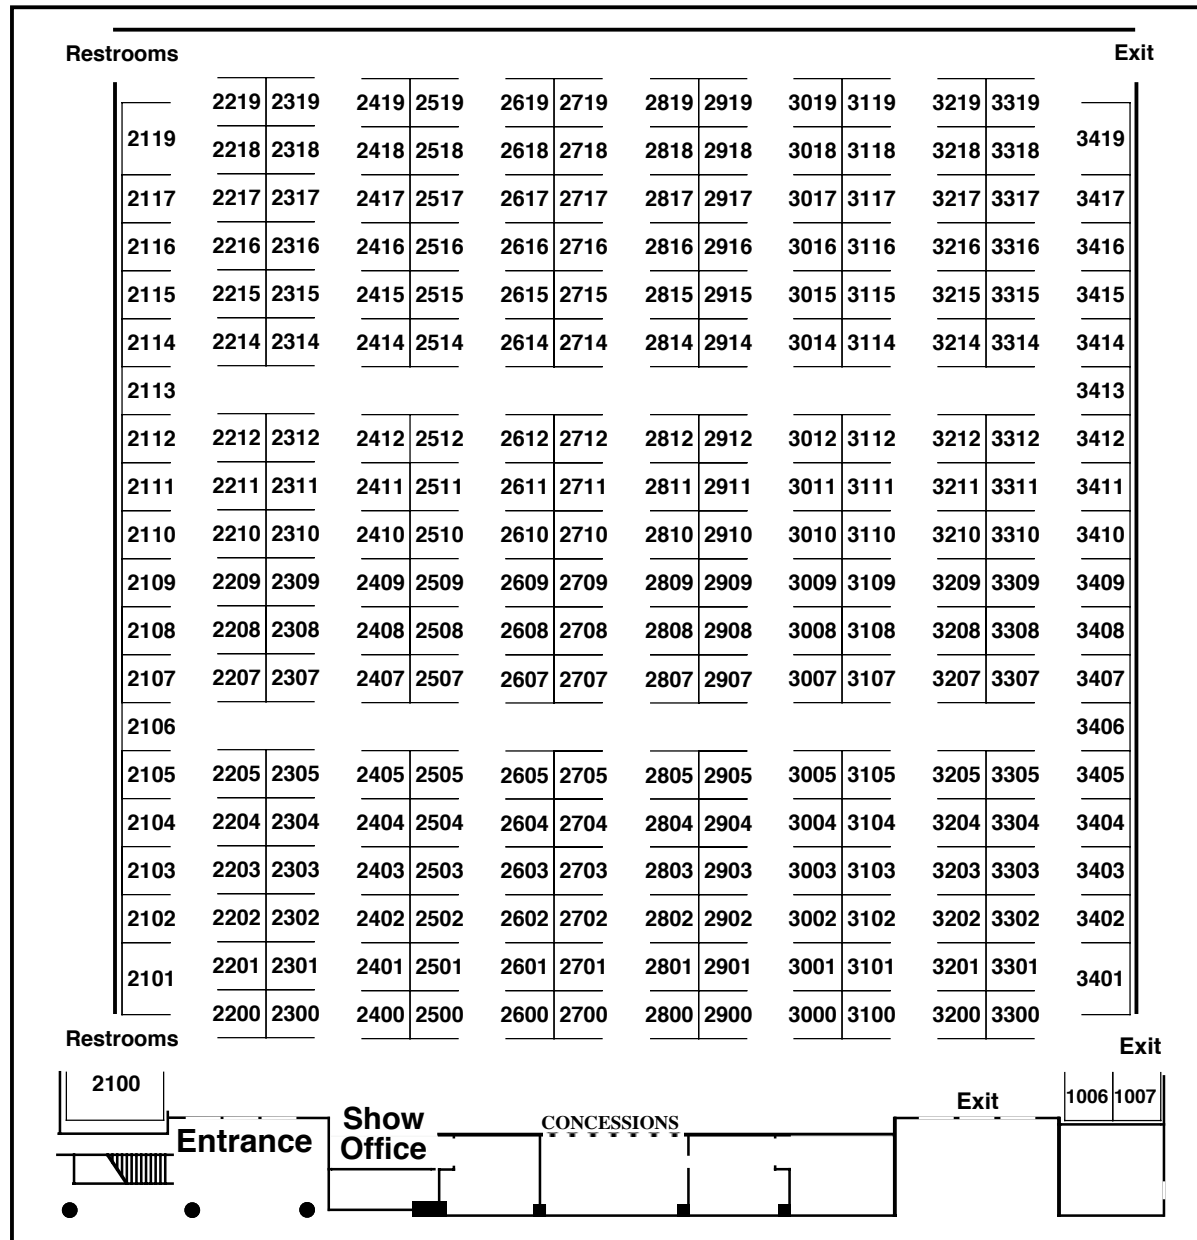 Restrooms Exit
2219 2319 2419 2519 2619 2719 2819 2919 3019 3119 3219 3319
2119 3419
2218 2318 2418 2518 2618 2718 2818 2918 3018 3118 3218 3318
2117 2217 2317 2417 2517 2617 2717 2817 2917 3017 3117 3217 3317 3417
2116 2216 2316 2416 2516 2616 2716 2816 2916 3016 3116 3216 3316 3416
2115 2215 2315 2415 2515 2615 2715 2815 2915 3015 3115 3215 3315 3415
2114 2214 2314 2414 2514 2614 2714 2814 2914 3014 3114 3214 3314 3414
2113 3413
2112 2212 2312 2412 2512 2612 2712 2812 2912 3012 3112 3212 3312 3412
2111 2211 2311 2411 2511 2611 2711 2811 2911 3011 3111 3211 3311 3411
2110 2210 2310 2410 2510 2610 2710 2810 2910 3010 3110 3210 3310 3410
2109 2209 2309 2409 2509 2609 2709 2809 2909 3009 3109 3209 3309 3409
2108 2208 2308 2408 2508 2608 2708 2808 2908 3008 3108 3208 3308 3408
2107 2207 2307 2407 2507 2607 2707 2807 2907 3007 3107 3207 3307 3407
2106 3406
2105 2205 2305 2405 2505 2605 2705 2805 2905 3005 3105 3205 3305 3405
2104 2204 2304 2404 2504 2604 2704 2804 2904 3004 3104 3204 3304 3404
2103 2203 2303 2403 2503 2603 2703 2803 2903 3003 3103 3203 3303 3403
2102 2202 2302 2402 2502 2602 2702 2802 2902 3002 3102 3202 3302 3402
2201 2301 2401 2501 2601 2701 2801 2901 3001 3101 3201 3301
2101 3401
2200 2300 2400 2500 2600 2700 2800 2900 3000 3100 3200 3300
Restrooms Exit
2100
1006 1007
Exit
Show
Office
CONCESSIONS
Entrance